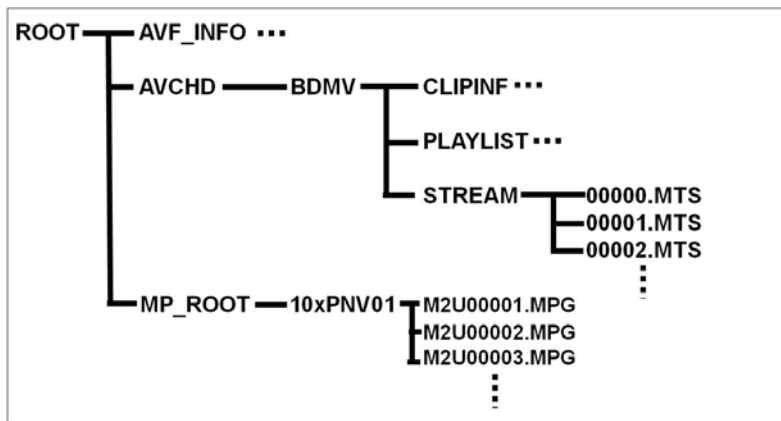 ROOT AVF_INFO
AVCHD BDMV CLIPINF
PLAYLIST
STREAM 00000.MTS
00001.MTS
00002.MTS
MP_ROOT 10xPNV01 M2U00001.MPG
M2U00002.MPG
M2U00003.MPG